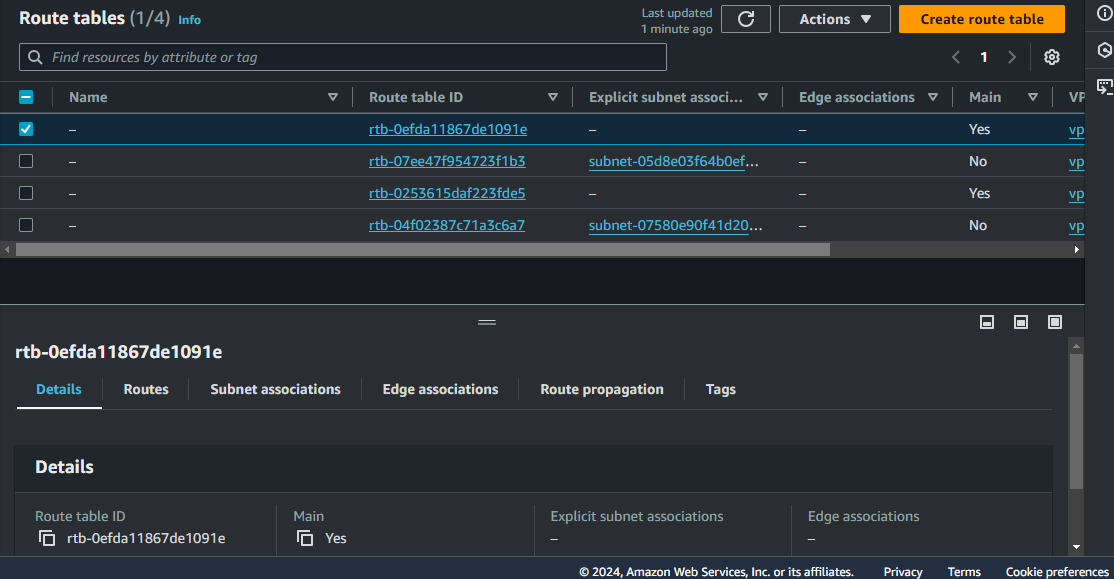 Route tables (1/4) Info
Last updated
1 minute ago
Actions
Create route table
Find resources by attribute or tag
1
Name Route table ID Explicit subnet associ... Edge associations Main VP
– rtb-0efda11867de1091e – – Yes vp
– rtb-07ee47f954723f1b3 subnet-05d8e03f64b0ef... – No vp
– rtb-0253615daf223fde5 – – Yes vp
– rtb-04f02387c71a3c6a7 subnet-07580e90f41d20... – No vp
rtb-0efda11867de1091e
Details Routes Subnet associations Edge associations Route propagation Tags
Details
Route table ID Main Explicit subnet associations Edge associations
rtb-0efda11867de1091e Yes – –
© 2024, Amazon Web Services, Inc. or its affiliates. Privacy Terms Cookie preferences